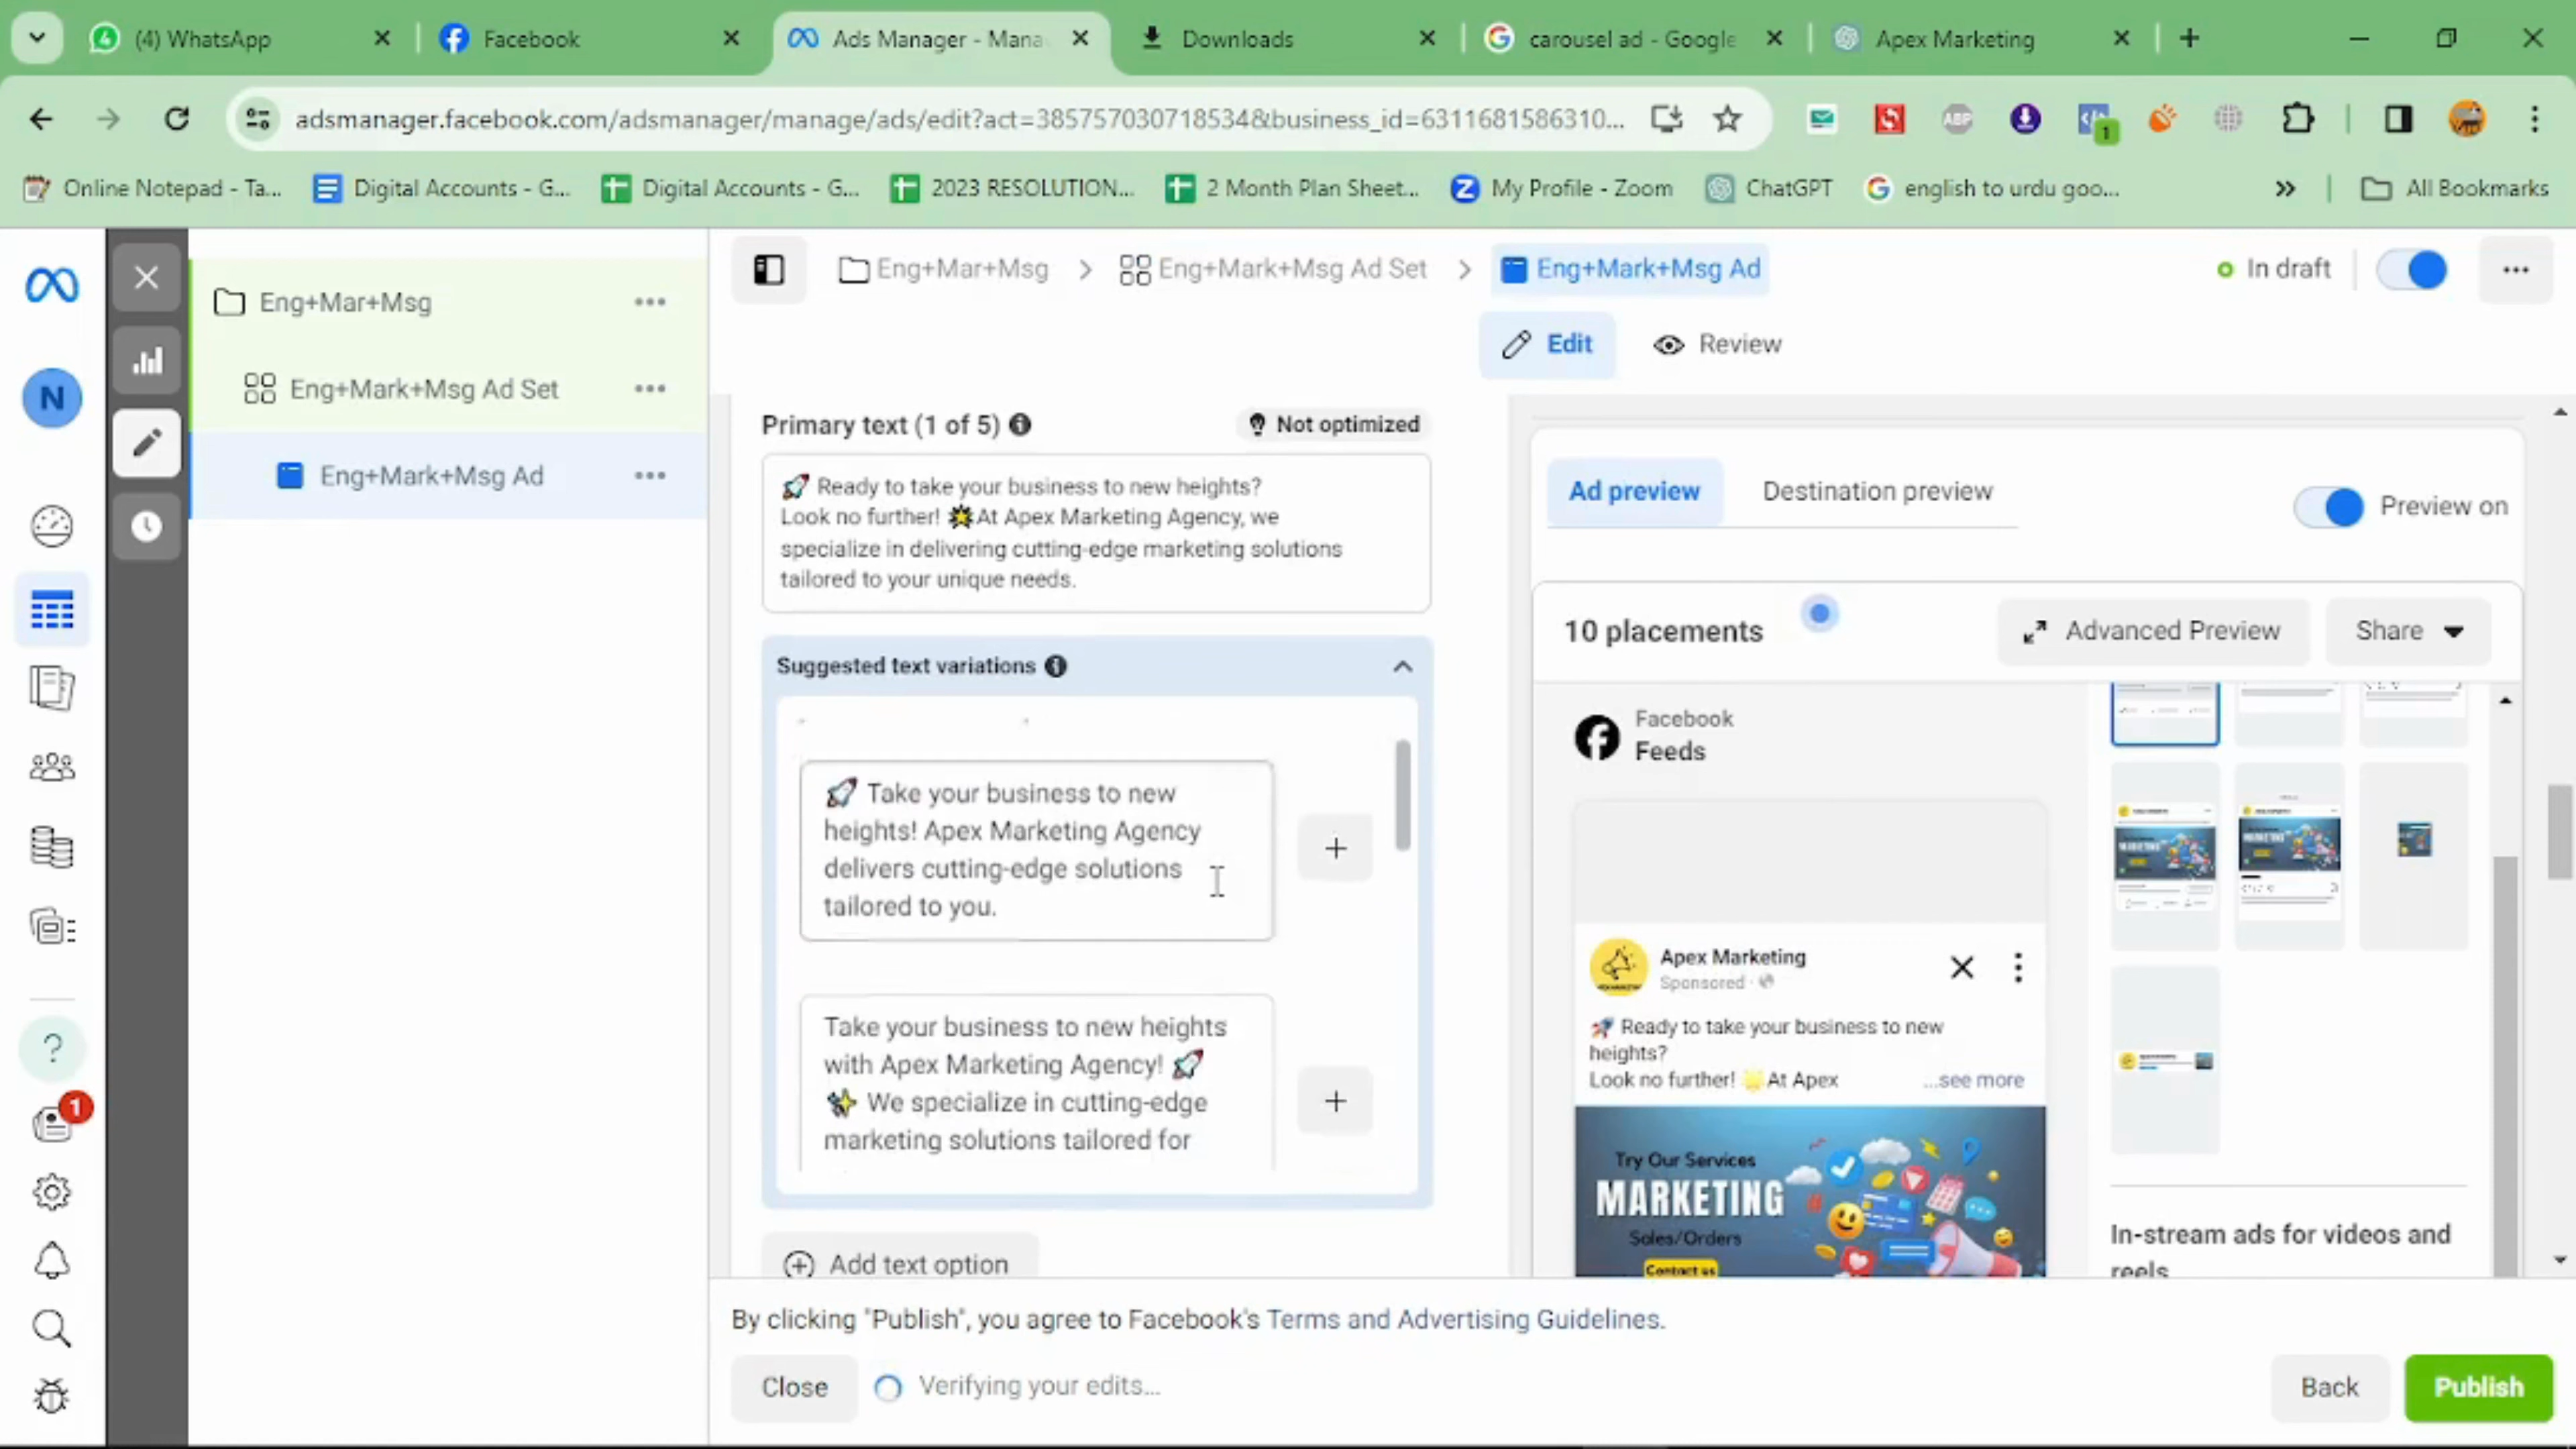 (4) WhatsApp
Facebook
Ads Manager - Mana
Downloads
carousel ad - Google
Apex Marketing
adsmanager.facebook.com/adsmanager/manage/ads/edit?act=3857570307718534&business_id=6311681586310...
ABP
1
Online Notepad - Ta...
Digital Accounts - G...
Digital Accounts - G...
2023 RESOLUTION...
2 Month Plan Sheet...
My Profile - Zoom
ChatGPT
english to urdu goo...
All Bookmarks
N
Eng+Mar+Msg
Eng+Mark+Msg Ad Set
Eng+Mark+Msg Ad
Eng+Mar+Msg
Eng+Mark+Msg Ad Set
Eng+Mark+Msg Ad
In draft
Edit
Review
Primary text (1 of 5)
Not optimized
🚀 Ready to take your business to new heights?
Look no further! 🌟At Apex Marketing Agency, we
specialize in delivering cutting-edge marketing solutions
tailored to your unique needs.
Suggested text variations
🚀 Take your business to new
heights! Apex Marketing Agency
delivers cutting-edge solutions
tailored to you.
Take your business to new heights
with Apex Marketing Agency! 🚀
✨ We specialize in cutting-edge
marketing solutions tailored for
Add text option
Ad preview
Destination preview
Preview on
10 placements
Advanced Preview
Share
Facebook
Feeds
Apex Marketing
Sponsored
🚀 Ready to take your business to new
heights?
Look no further! 🌟At Apex
...see more
Try Our Services
MARKETING
Sales/Orders
Contact us
In-stream ads for videos and
reels
1
By clicking "Publish", you agree to Facebook's Terms and Advertising Guidelines.
Close
Verifying your edits...
Back
Publish